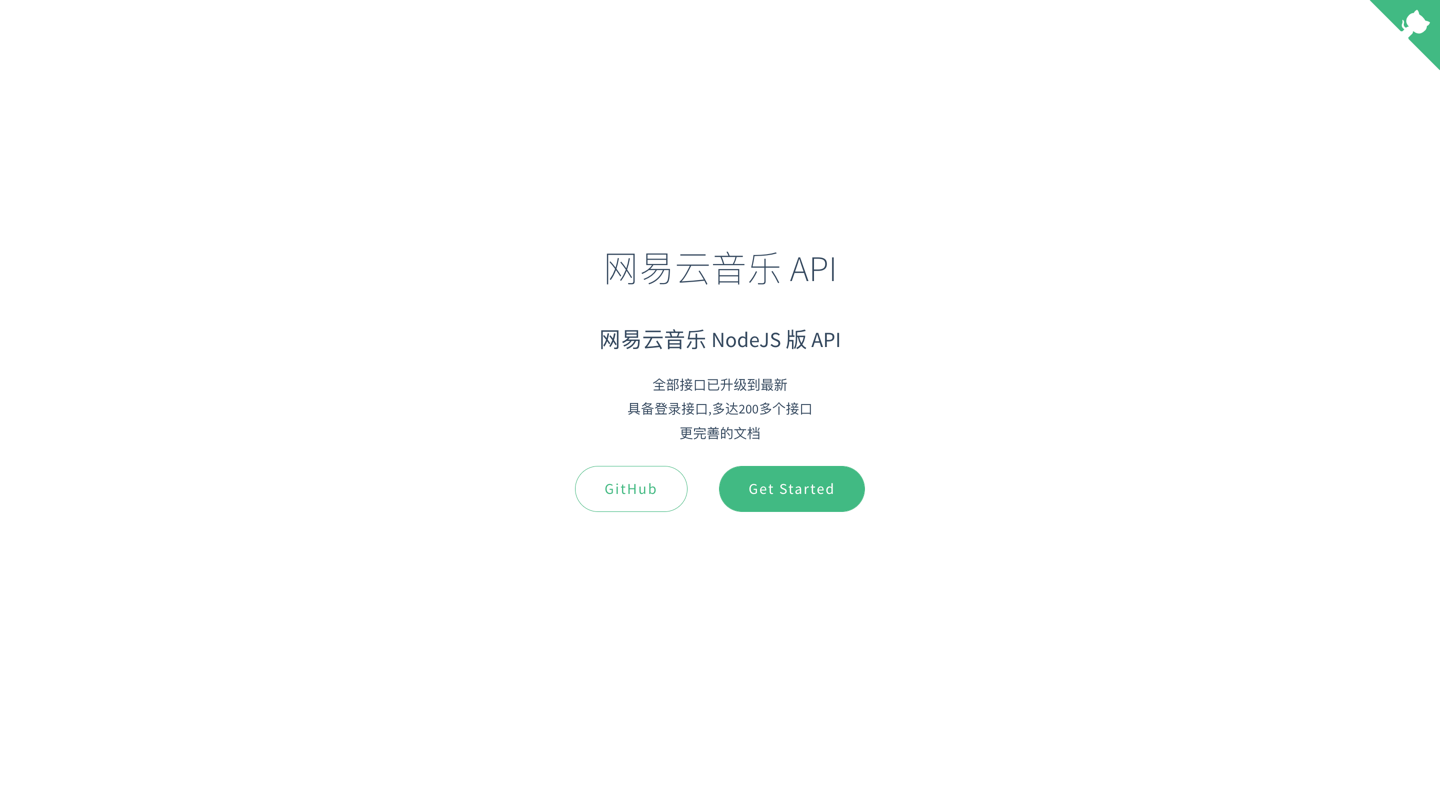 网易云音乐 API
网易云音乐 NodeJS 版 API
全部接口已升级到最新
具备登录接口,多达200多个接口
更完善的文档
GitHub
Get Started